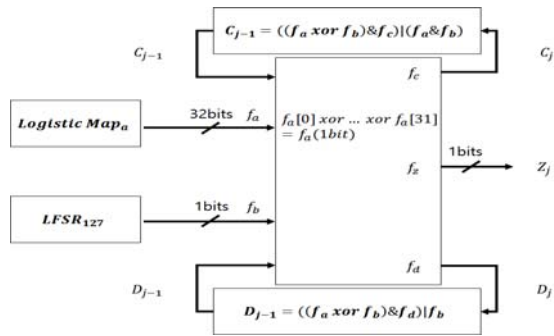 C_{j-1} = ((f_a xor f_b)&f_c)|(f_a&f_b)
C_{j-1}
C_j
f_c
32bits
f_a
Logistic Map_a
f_a[0] xor ... xor f_a[31]
= f_a(1bit)
1bits
f_z
Z_j
1bits
f_b
LFSR_{127}
D_{j-1}
f_d
D_j
D_{j-1} = ((f_a xor f_b)&f_d)|f_b